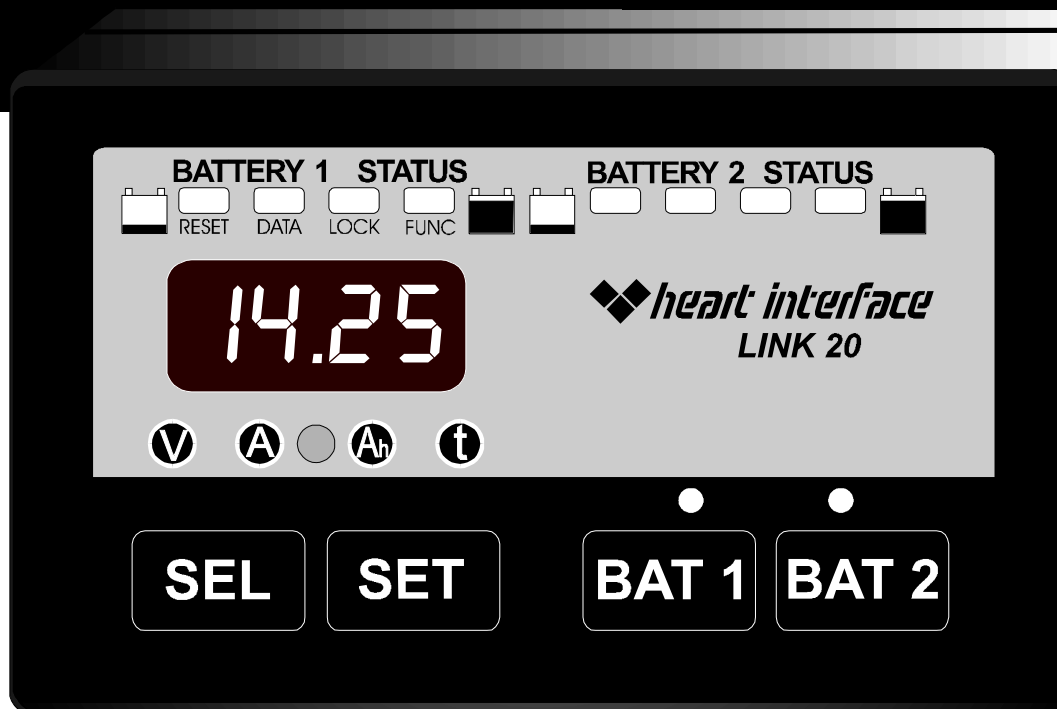 BATTERY 1 STATUS
BATTERY 2 STATUS
RESET DATA LOCK FUNC
14.25
heart interface
LINK 20
V A Ah t
SEL SET BAT 1 BAT 2